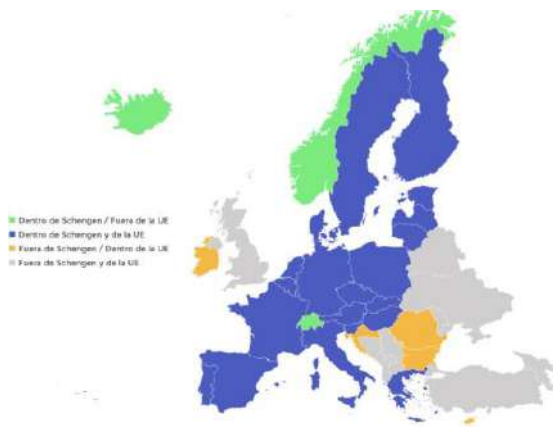 Dentro de Schengen / Fuera de la UE
Dentro de Schengen y de la UE
Fuera de Schengen / Dentro de la UE
Fuera de Schengen y de la UE